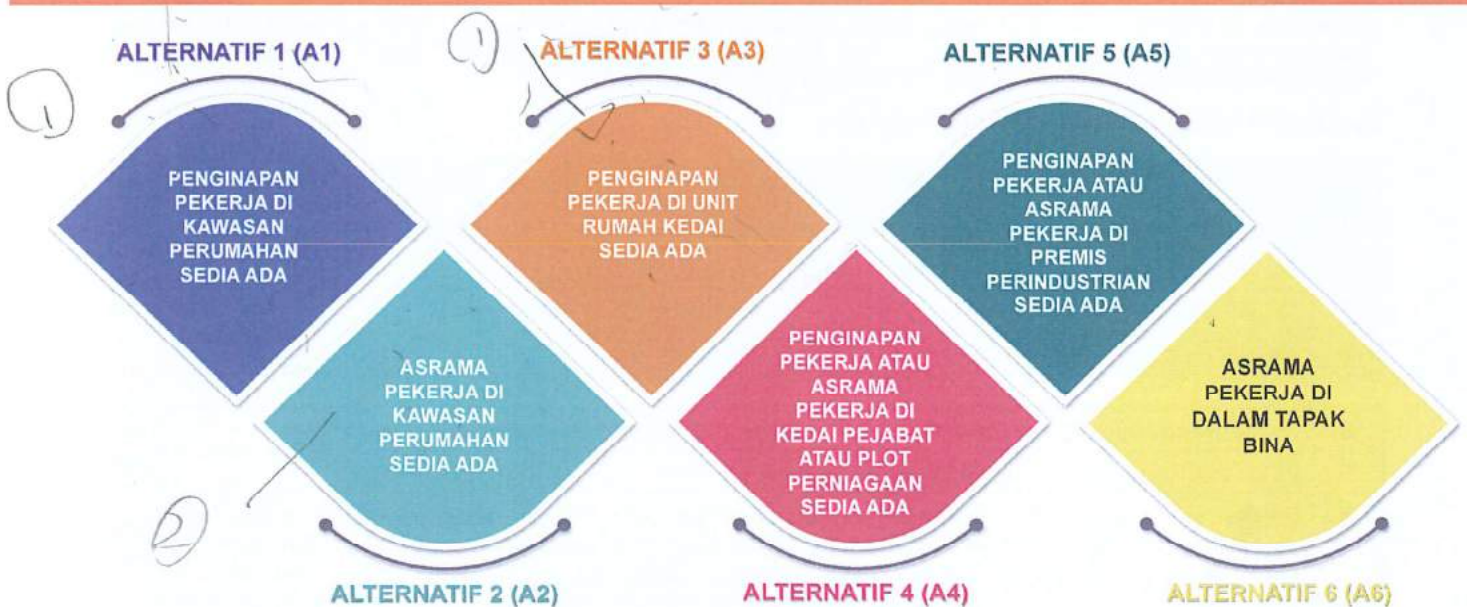 ALTERNATIF 1 (A1)
PENGINAPAN
PEKERJA DI
KAWASAN
PERUMAHAN
SEDIA ADA
1
ALTERNATIF 2 (A2)
ASRAMA
PEKERJA DI
KAWASAN
PERUMAHAN
SEDIA ADA
2
ALTERNATIF 3 (A3)
PENGINAPAN
PEKERJA DI UNIT
RUMAH KEDAI
SEDIA ADA
1
ALTERNATIF 4 (A4)
PENGINAPAN
PEKERJA ATAU
ASRAMA
PEKERJA DI
KEDAI PEJABAT
ATAU PLOT
PERNIAGAAN
SEDIA ADA
ALTERNATIF 5 (A5)
PENGINAPAN
PEKERJA ATAU
ASRAMA
PEKERJA DI
PREMIS
PERINDUSTRIAN
SEDIA ADA
ALTERNATIF 6 (A6)
ASRAMA
PEKERJA DI
DALAM TAPAK
BINA